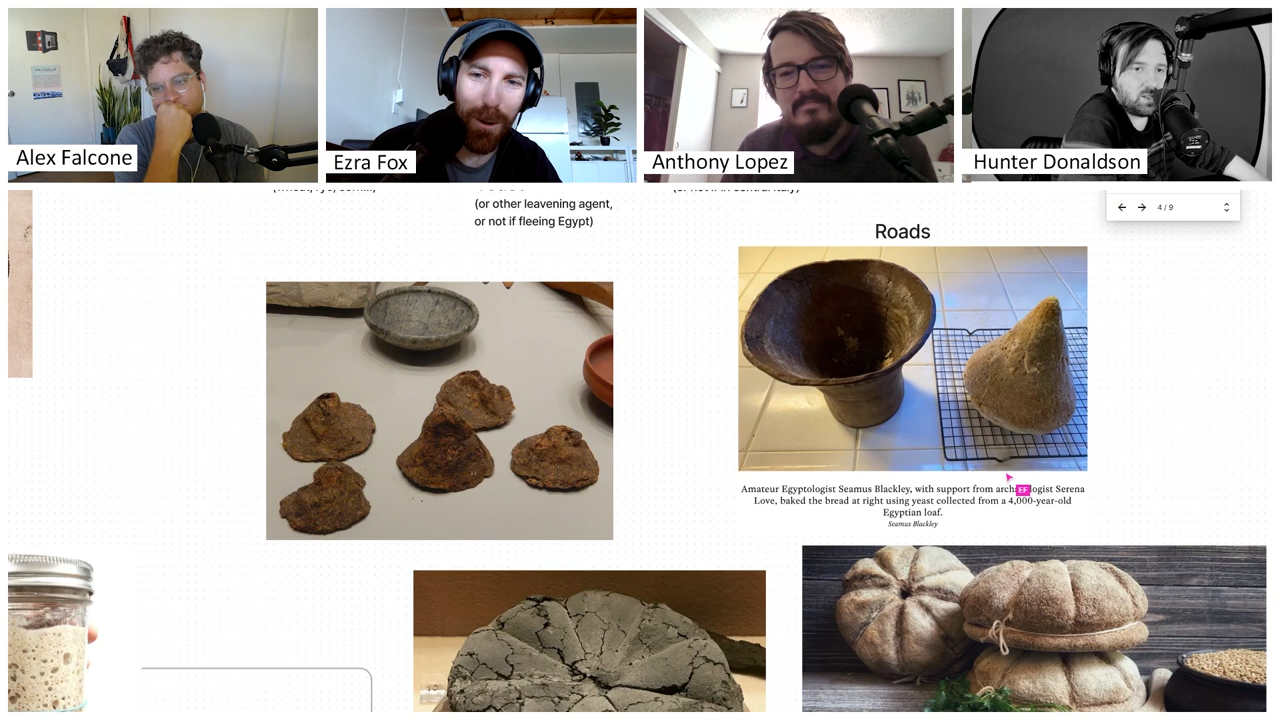 Alex Falcone
Ezra Fox
Anthony Lopez
Hunter Donaldson
(or other leavening agent,
or not if fleeing Egypt)
4 / 9
Roads
EF
Amateur Egyptologist Seamus Blackley, with support from Serena
Love, baked the bread at right using yeast collected from a 4,000-year-old
Egyptian loaf.
Seamus Blackley